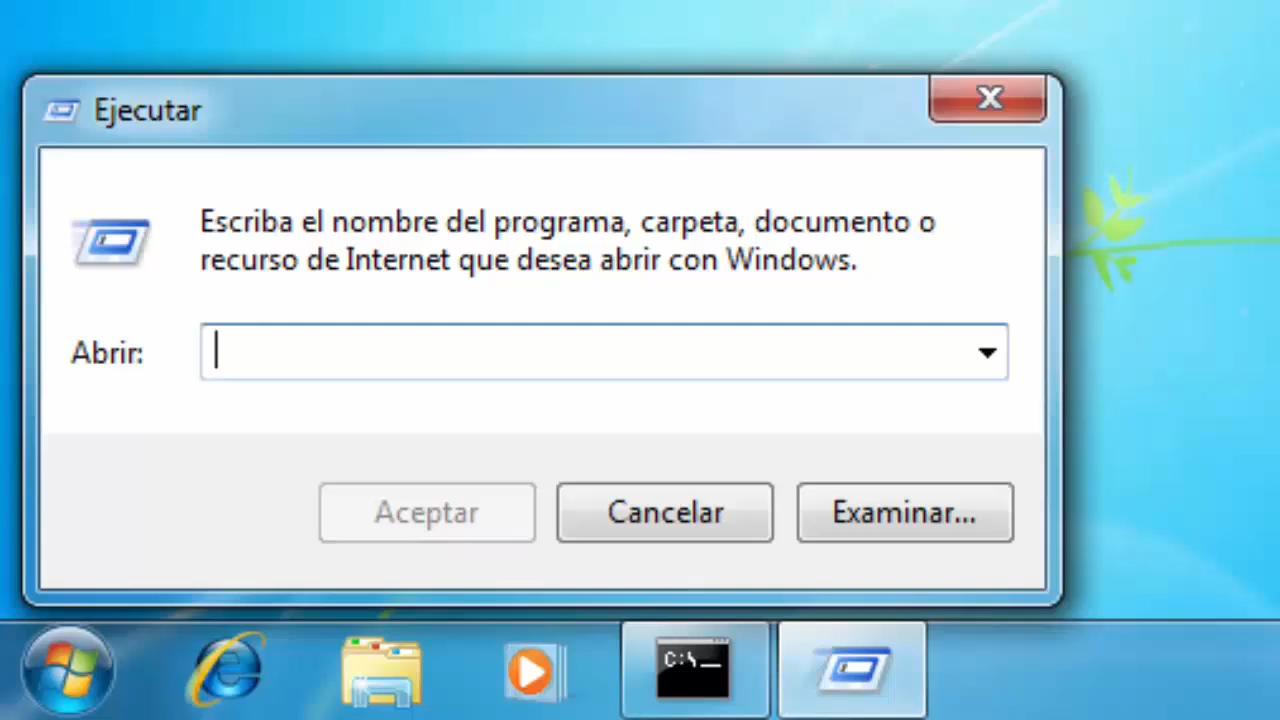 Ejecutar
Escriba el nombre del programa, carpeta, documento o
recurso de Internet que desea abrir con Windows.
Abrir:
Aceptar
Cancelar
Examinar...
C:\_